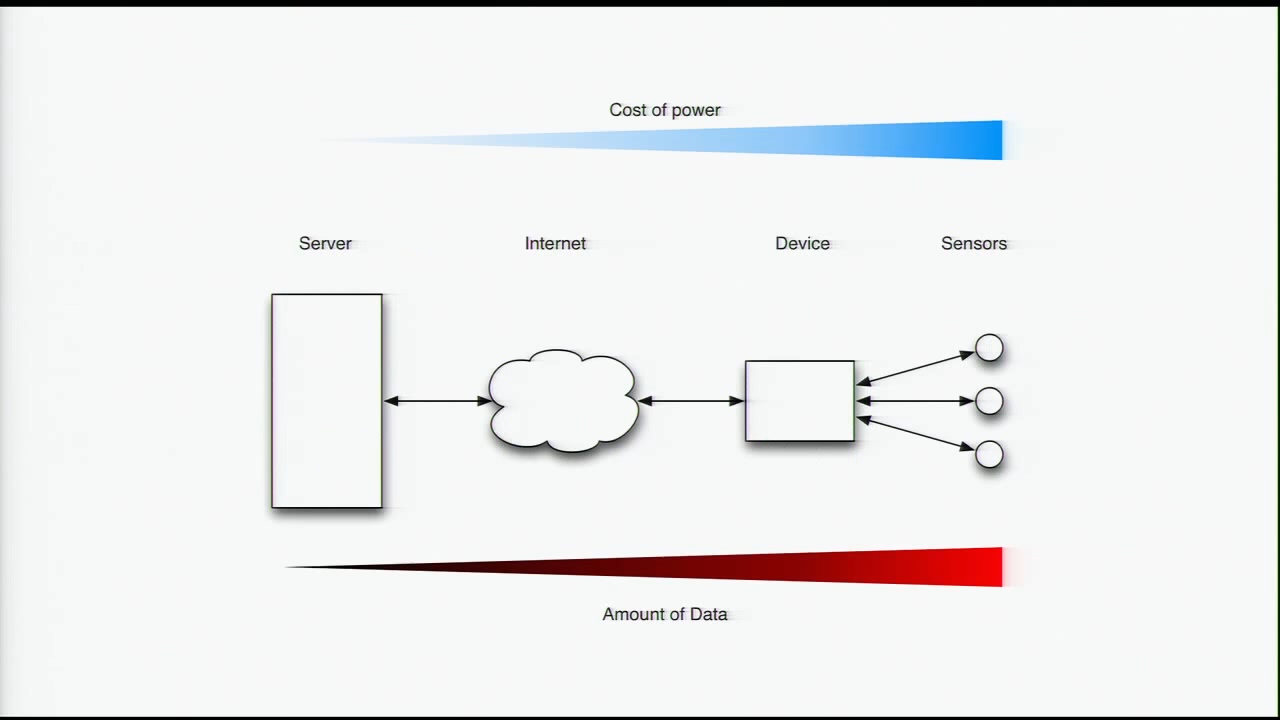 Cost of power
Server
Internet
Device
Sensors
Amount of Data